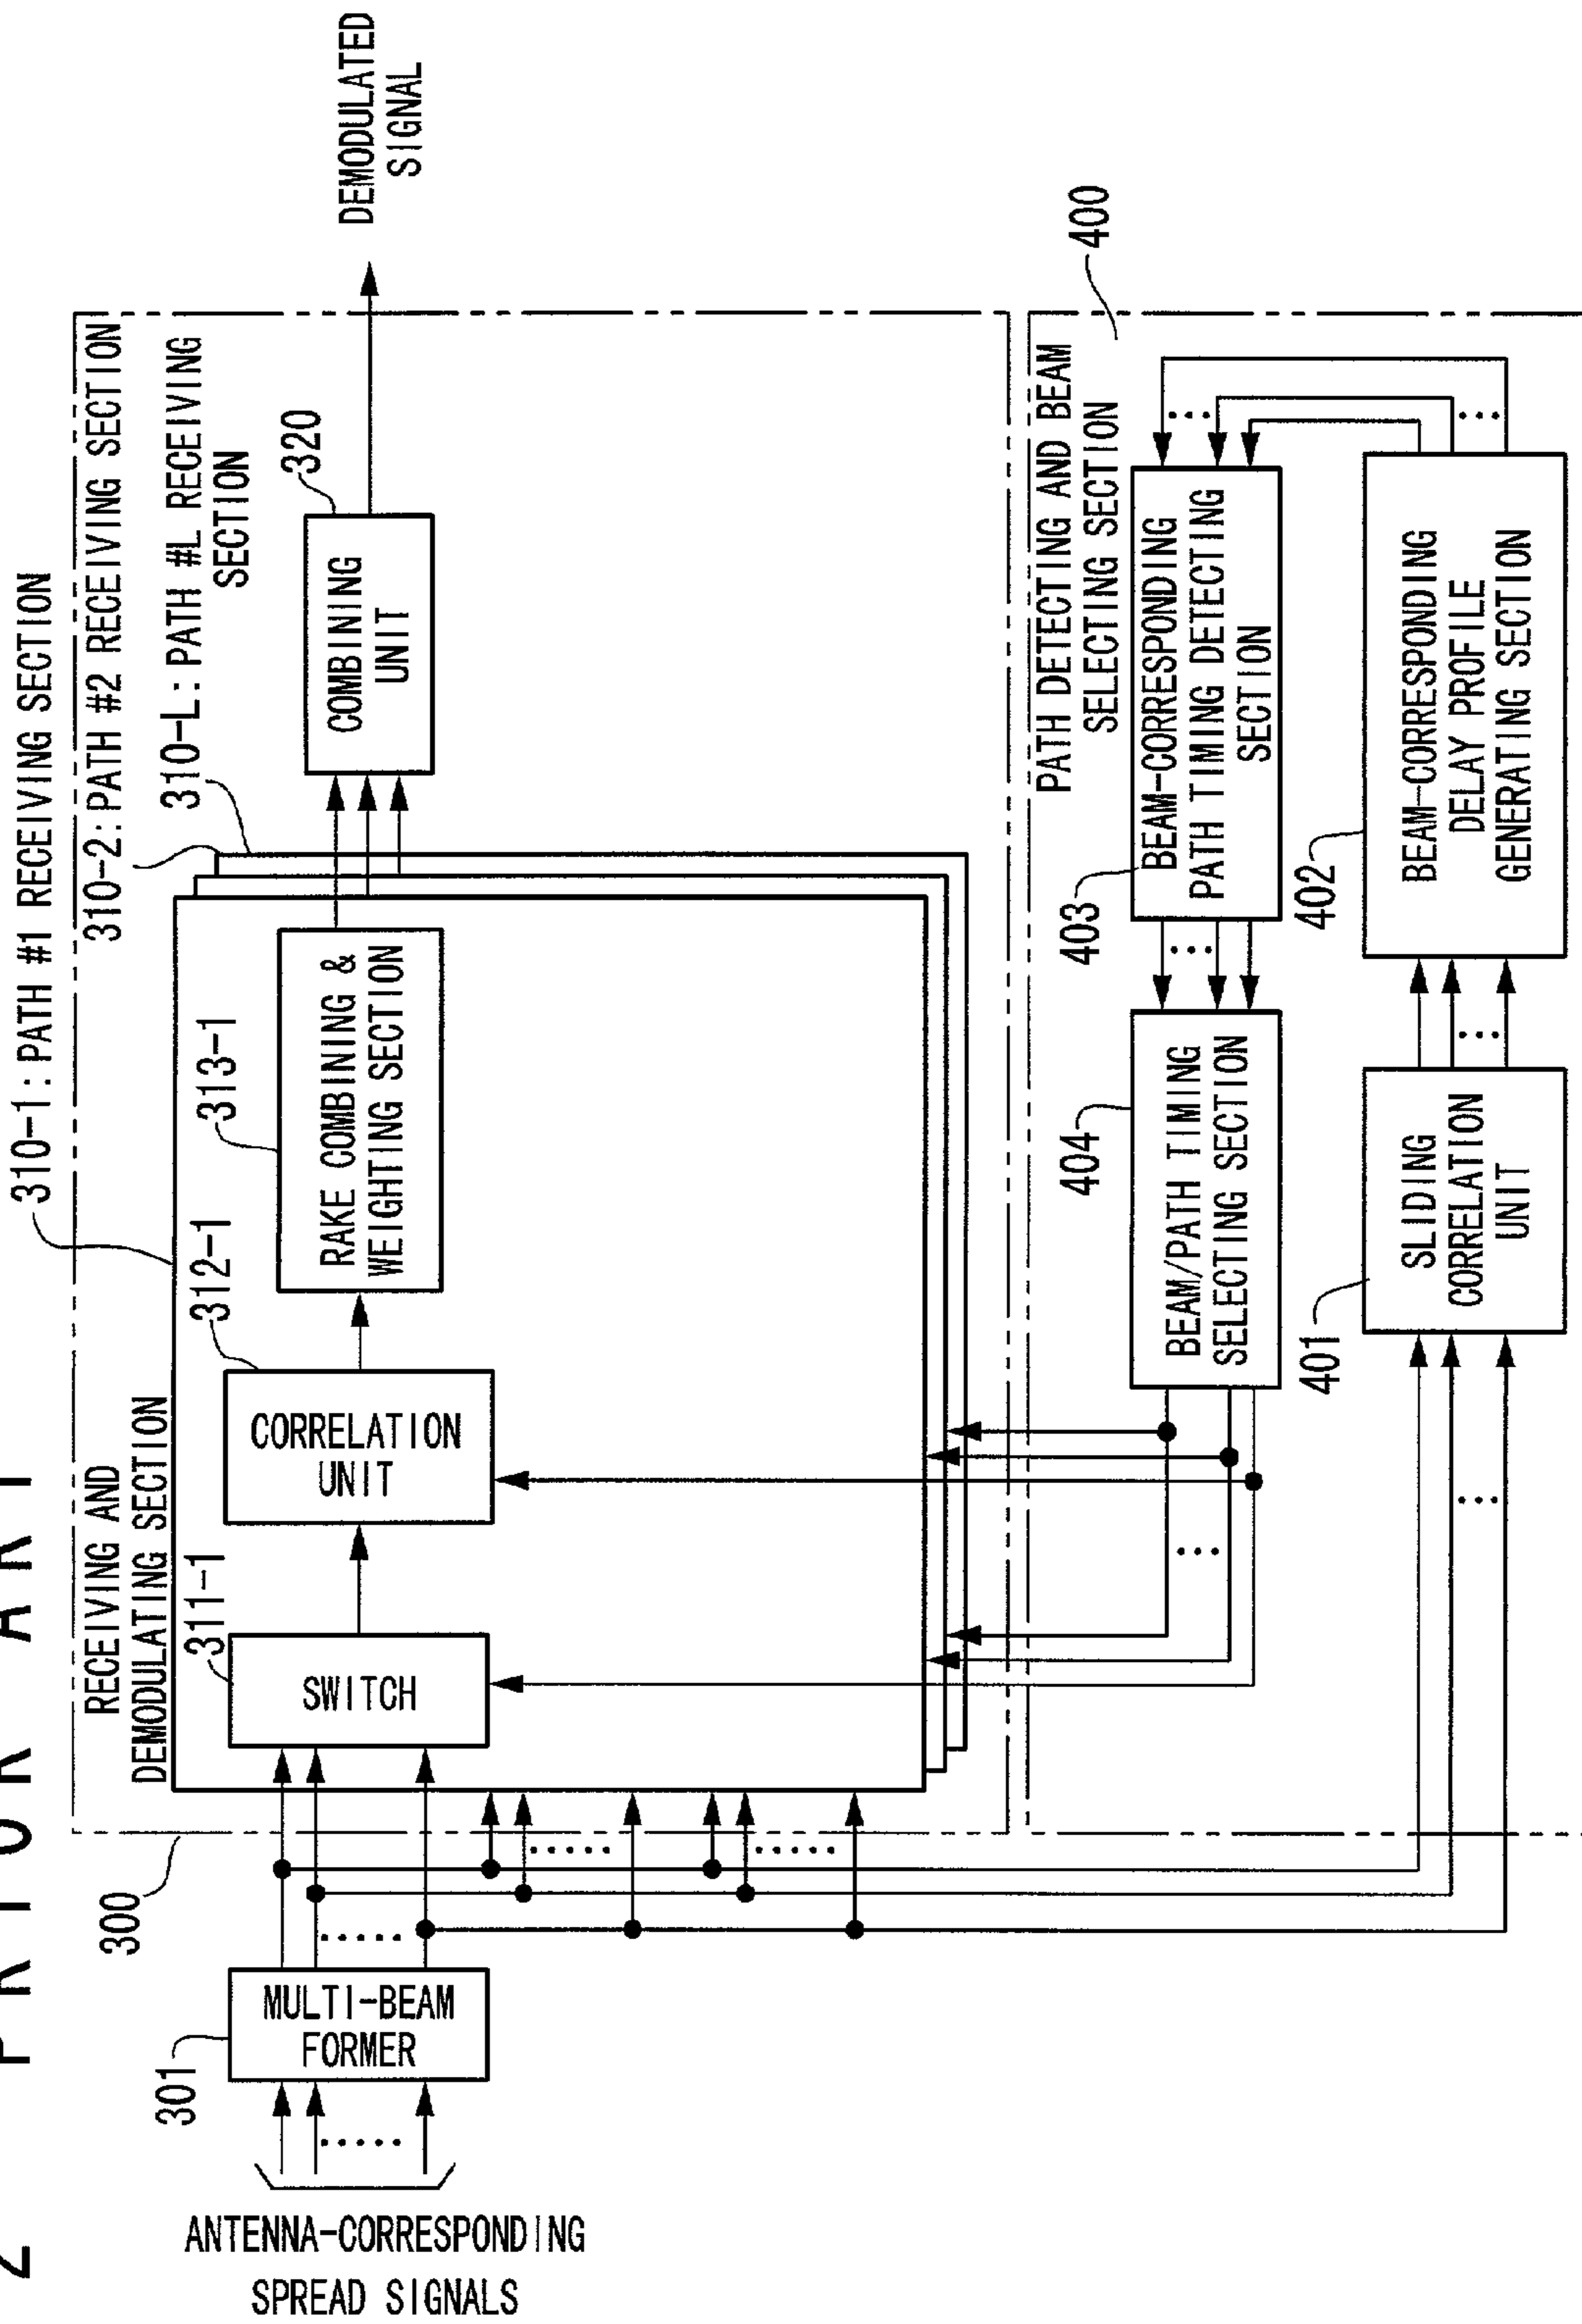 2 PRIOR ART
310-1: PATH #1 RECEIVING SECTION
RECEIVING AND
DEMODULATING SECTION
310-2: PATH #2 RECEIVING SECTION
310-L: PATH #L RECEIVING
SECTION
300
301
MULTI-BEAM
FORMER
ANTENNA-CORRESPONDING
SPREAD SIGNALS
311-1
SWITCH
312-1
CORRELATION
UNIT
313-1
RAKE COMBINING &
WEIGHTING SECTION
320
COMBINING
UNIT
DEMODULATED
SIGNAL
PATH DETECTING AND BEAM
SELECTING SECTION
400
404
BEAM/PATH TIMING
SELECTING SECTION
403
BEAM-CORRESPONDING
PATH TIMING DETECTING
SECTION
401
SLIDING
CORRELATION
UNIT
402
BEAM-CORRESPONDING
DELAY PROFILE
GENERATING SECTION